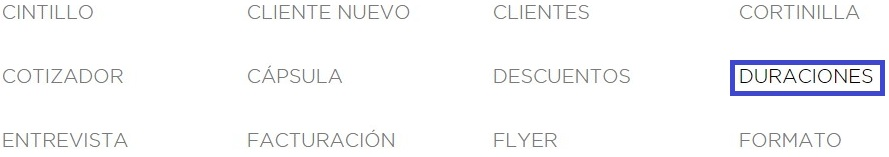 CINTILLO CLIENTE NUEVO CLIENTES CORTINILLA
COTIZADOR CÁPSULA DESCUENTOS DURACIONES
ENTREVISTA FACTURACIÓN FLYER FORMATO